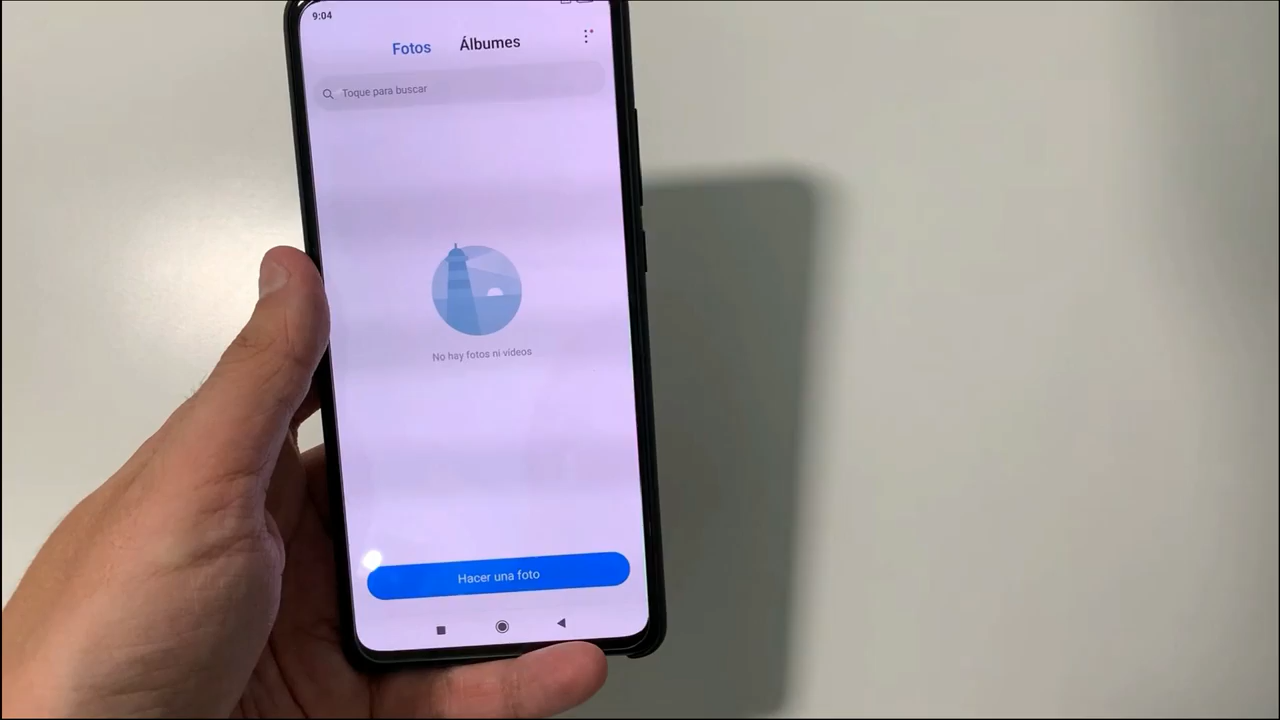 9:04
Fotos Álbumes
Toque para buscar
No hay fotos ni vídeos
Hacer una foto